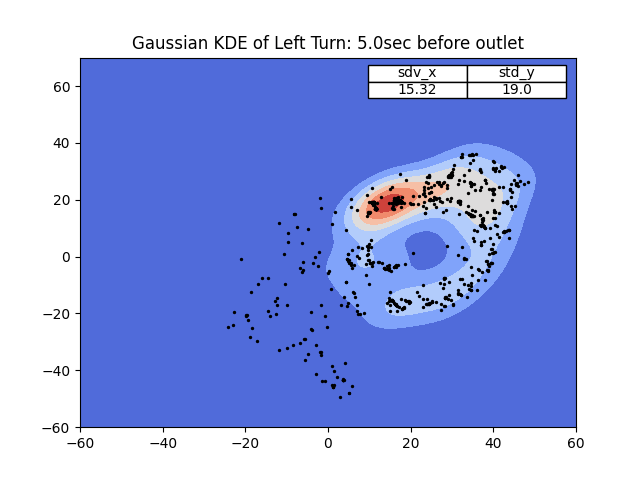 Gaussian KDE of Left Turn: 5.0sec before outlet
sdv_x std_y
15.32 19.0
60
40
20
0
−20
−40
−60
−60 −40 −20 0 20 40 60